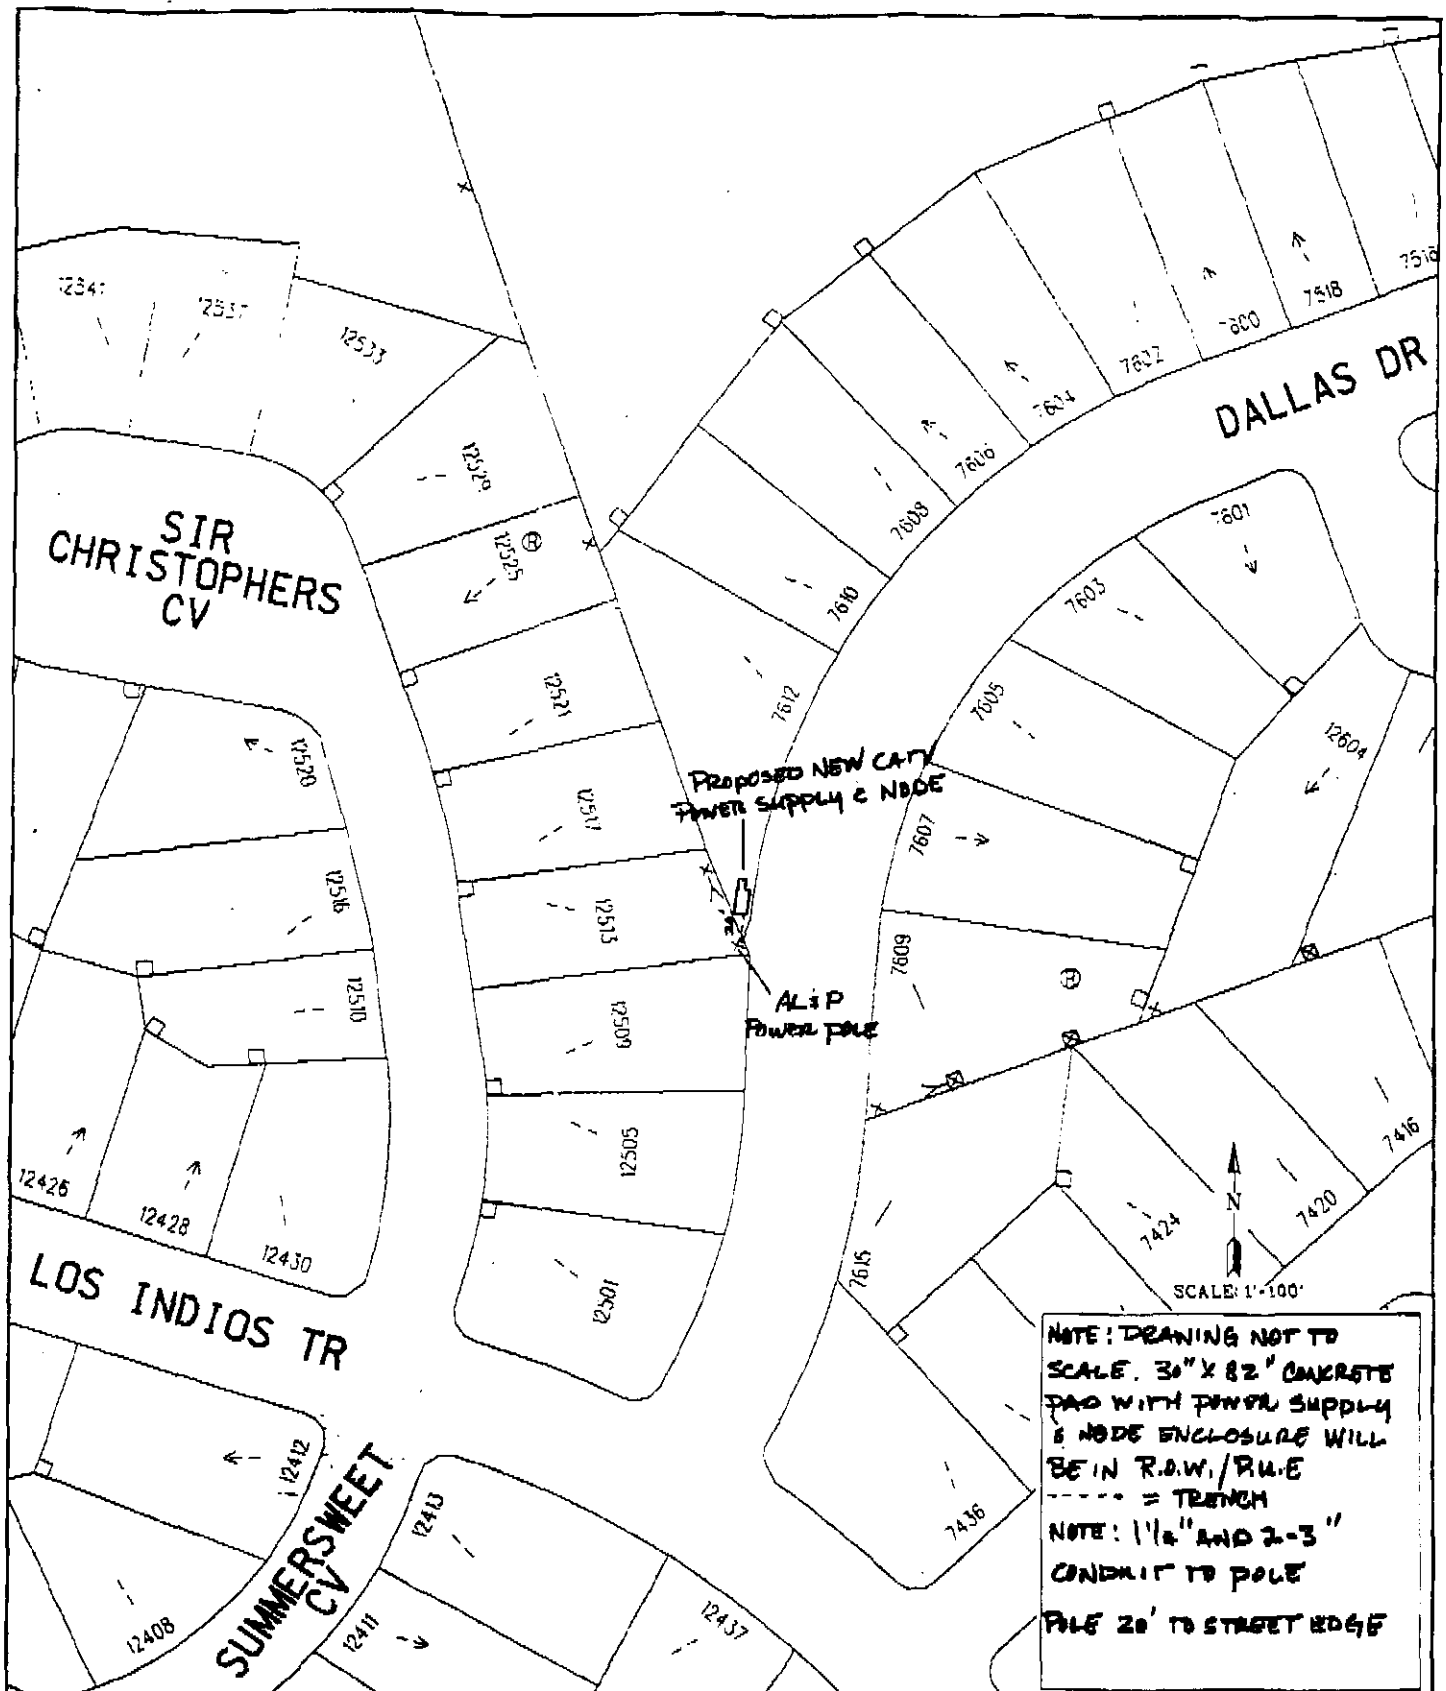 12541
12537
12533
7516
7518
7600
7602
7604
7606
7608
7610
7612
DALLAS DR
12529
12525
R
SIR
CHRISTOPHERS
CV
7601
7603
7605
12604
12521
12520
12517
PROPOSED NEW CATV
POWER SUPPLY & NODE
7607
12516
12513
20'
7609
R
12510
12509
AL&P
POWER POLE
12505
7416
12426
12428
12430
7424
7420
N
12501
7615
SCALE: 1"-100'
LOS INDIOS TR
NOTE: DRAWING NOT TO
SCALE. 30" X 82" CONCRETE
PAD WITH POWER SUPPLY
& NODE ENCLOSURE WILL
BE IN R.O.W./P.U.E
----- = TRENCH
NOTE: 1 1/2" AND 2-3"
CONDUIT TO POLE
POLE 20' TO STREET EDGE
12412
SUMMERSWEET
CV
12413
7436
12408
12411
12437